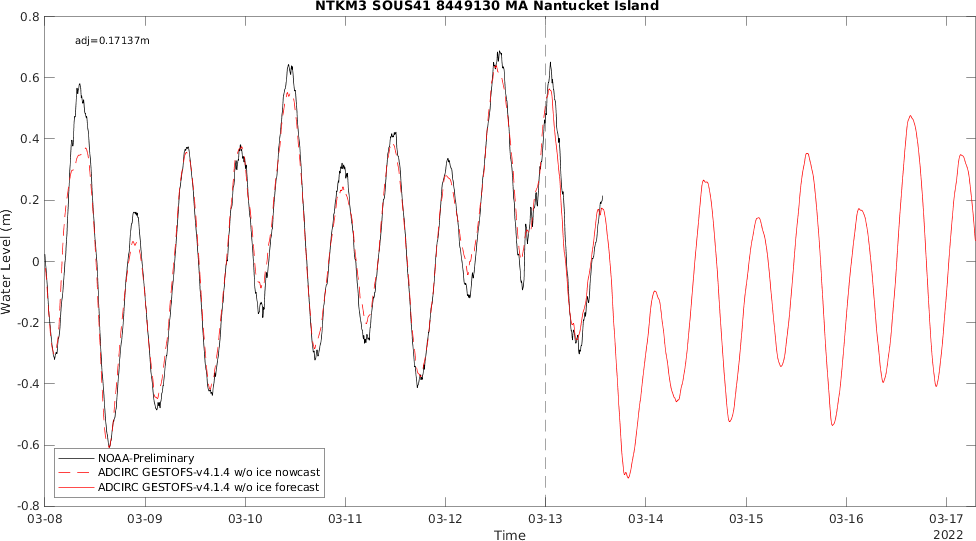 NTKM3 SOUS41 8449130 MA Nantucket Island
adj=0.17137m
0.8
0.6
0.4
0.2
0
-0.2
-0.4
-0.6
-0.8
Water Level (m)
NOAA-Preliminary
ADCIRC GESTOFS-v4.1.4 w/o ice nowcast
ADCIRC GESTOFS-v4.1.4 w/o ice forecast
03-08 03-09 03-10 03-11 03-12 03-13 03-14 03-15 03-16 03-17
Time
2022